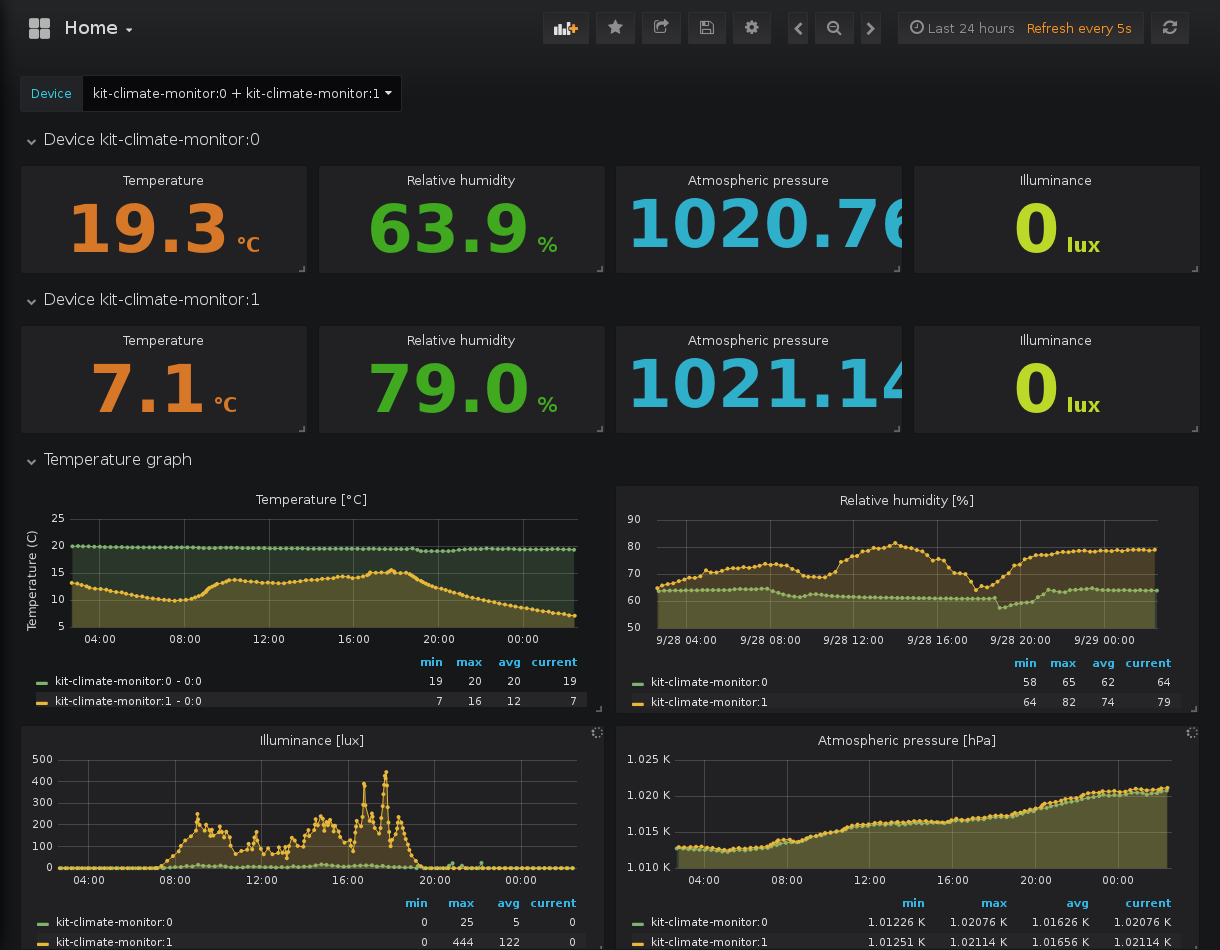 Home
Last 24 hours Refresh every 5s
Device kit-climate-monitor:0 + kit-climate-monitor:1
Device kit-climate-monitor:0
Temperature Relative humidity Atmospheric pressure Illuminance
19.3 °C 63.9 % 1020.76 0 lux
Device kit-climate-monitor:1
Temperature Relative humidity Atmospheric pressure Illuminance
7.1 °C 79.0 % 1021.14 0 lux
Temperature graph
Temperature [°C]
Temperature (C)
25
20
15
10
5
04:00 08:00 12:00 16:00 20:00 00:00
min max avg current
kit-climate-monitor:0 - 0:0 19 20 20 19
kit-climate-monitor:1 - 0:0 7 16 12 7
Relative humidity [%]
90
80
70
60
50
9/28 04:00 9/28 08:00 9/28 12:00 9/28 16:00 9/28 20:00 9/29 00:00
min max avg current
kit-climate-monitor:0 58 65 62 64
kit-climate-monitor:1 64 82 74 79
Illuminance [lux]
500
400
300
200
100
0
04:00 08:00 12:00 16:00 20:00 00:00
min max avg current
kit-climate-monitor:0 0 25 5 0
kit-climate-monitor:1 0 444 122 0
Atmospheric pressure [hPa]
1.025 K
1.020 K
1.015 K
1.010 K
04:00 08:00 12:00 16:00 20:00 00:00
min max avg current
kit-climate-monitor:0 1.01226 K 1.02076 K 1.01626 K 1.02076 K
kit-climate-monitor:1 1.01251 K 1.02114 K 1.01656 K 1.02114 K